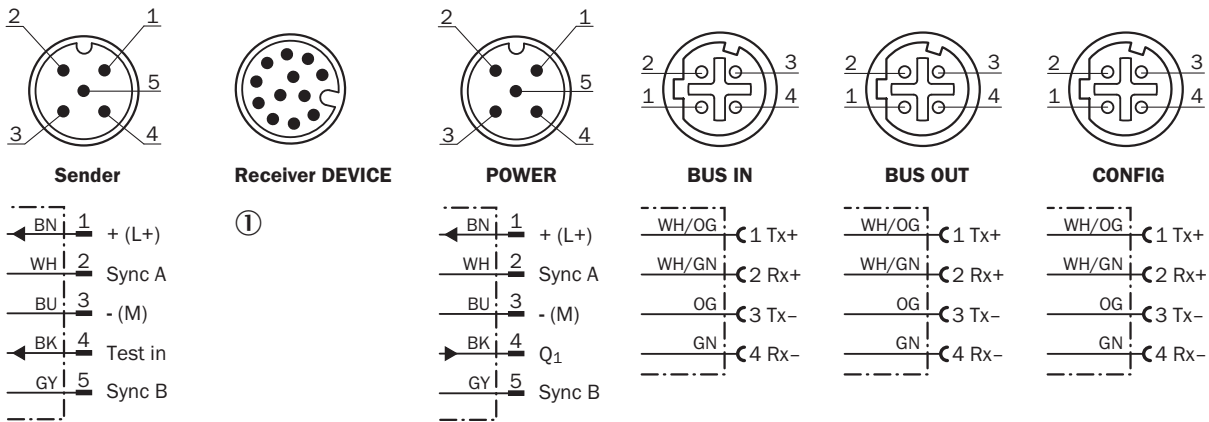 2 1
5
3 4
Sender
BN 1 + (L+)
WH 2 Sync A
BU 3 - (M)
BK 4 Test in
GY 5 Sync B
Receiver DEVICE
①
2 1
5
3 4
POWER
BN 1 + (L+)
WH 2 Sync A
BU 3 - (M)
BK 4 Q1
GY 5 Sync B
2 3
1 4
BUS IN
WH/OG 1 Tx+
WH/GN 2 Rx+
OG 3 Tx–
GN 4 Rx–
2 3
1 4
BUS OUT
WH/OG 1 Tx+
WH/GN 2 Rx+
OG 3 Tx–
GN 4 Rx–
2 3
1 4
CONFIG
WH/OG 1 Tx+
WH/GN 2 Rx+
OG 3 Tx–
GN 4 Rx–